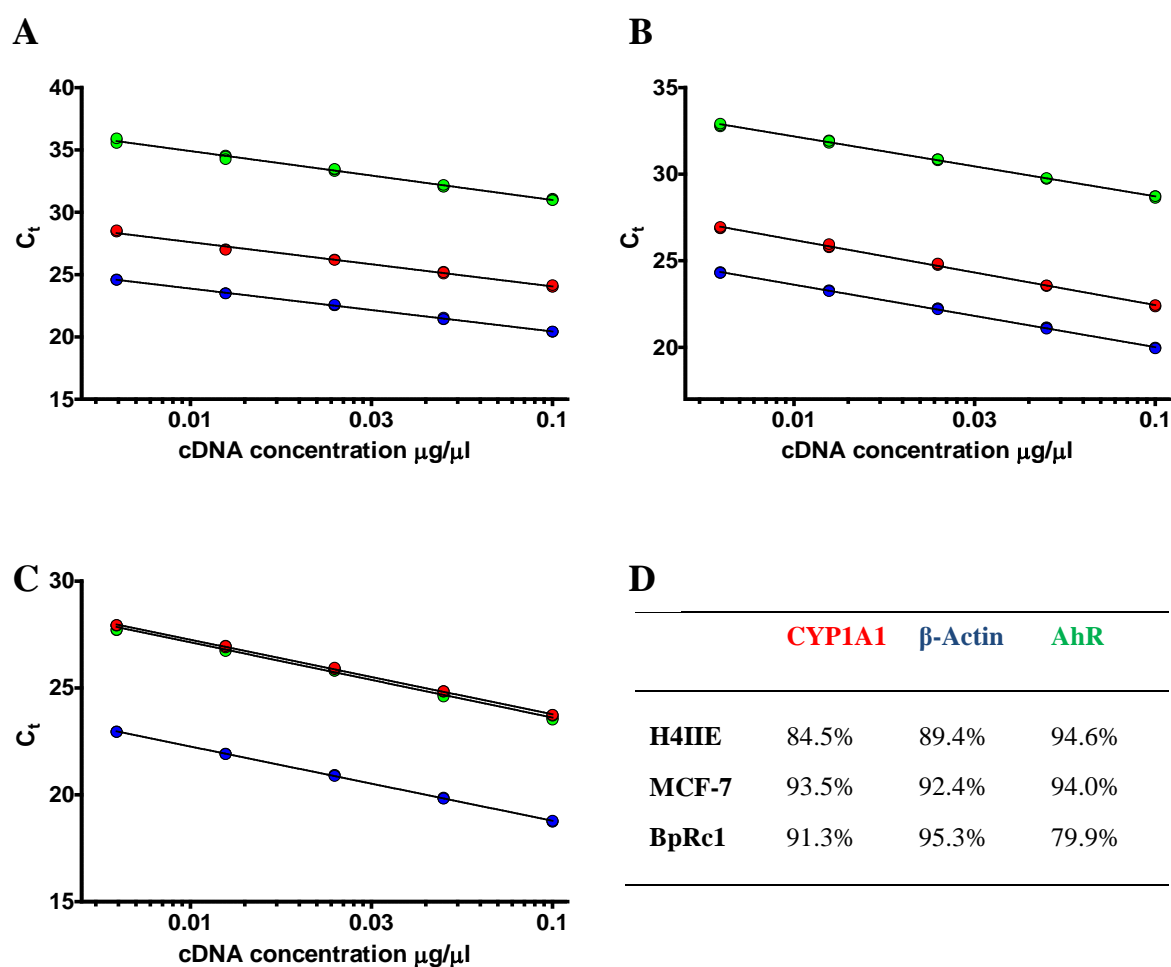 A
40
35
30
25
20
15
Ct
0.01 0.03 0.1
cDNA concentration μg/μl
B
35
30
25
20
Ct
0.01 0.03 0.1
cDNA concentration μg/μl
C
30
25
20
15
Ct
0.01 0.03 0.1
cDNA concentration μg/μl
D
CYP1A1 β-Actin AhR
H4IIE 84.5% 89.4% 94.6%
MCF-7 93.5% 92.4% 94.0%
BpRc1 91.3% 95.3% 79.9%